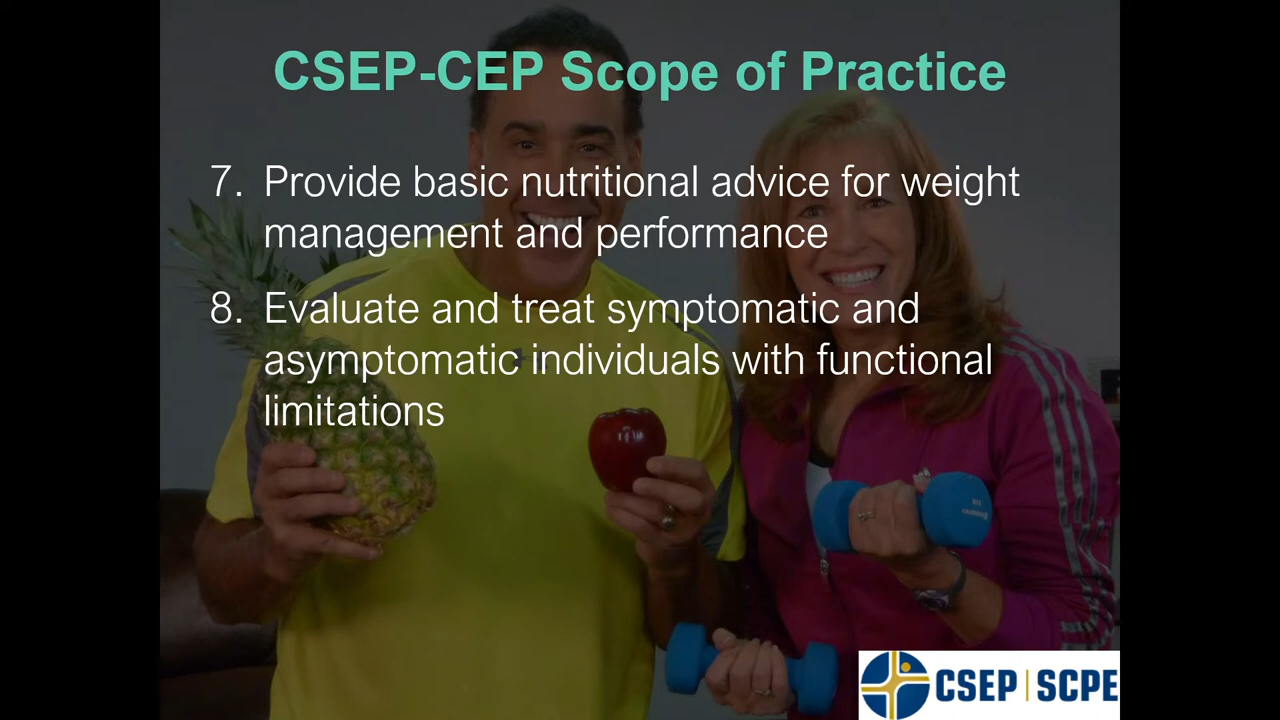 CSEP-CEP Scope of Practice
7. Provide basic nutritional advice for weight
management and performance
8. Evaluate and treat symptomatic and
asymptomatic individuals with functional
limitations
CSEP | SCPE